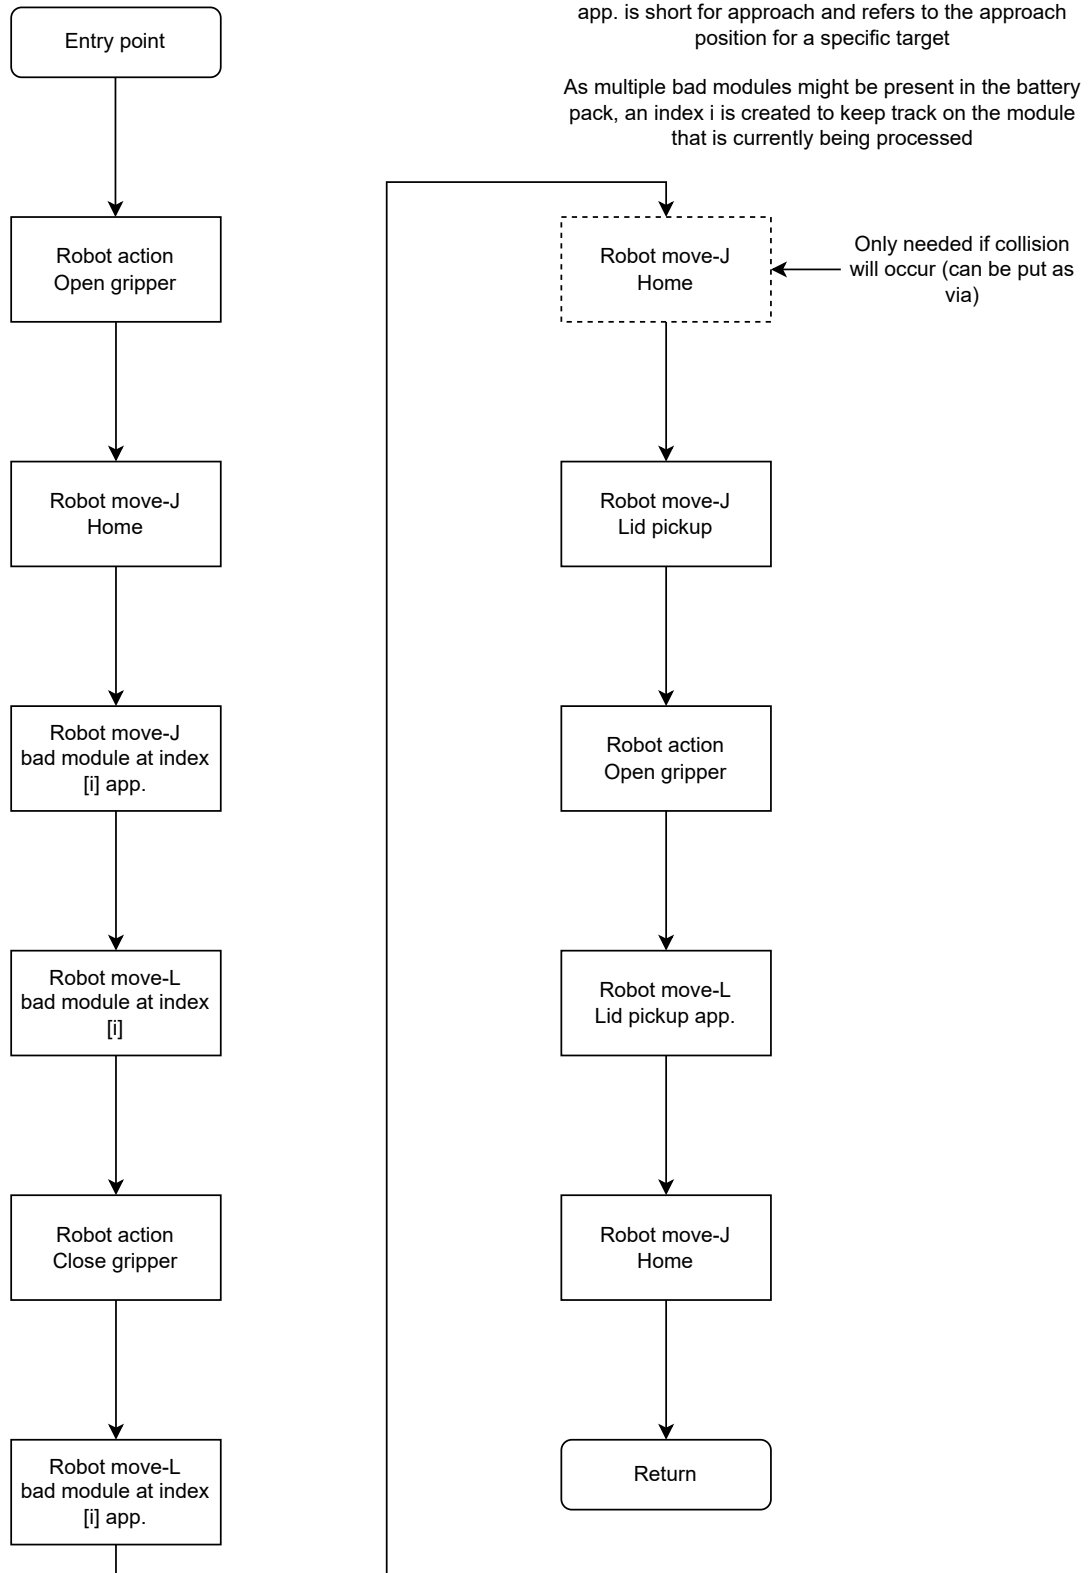 Entry point
Robot action
Open gripper
Robot move-J
Home
Robot move-J
bad module at index
[i] app.
Robot move-L
bad module at index
[i]
Robot action
Close gripper
Robot move-L
bad module at index
[i] app.
app. is short for approach and refers to the approach
position for a specific target
As multiple bad modules might be present in the battery
pack, an index i is created to keep track on the module
that is currently being processed
Robot move-J
Home
Only needed if collision
will occur (can be put as
via)
Robot move-J
Lid pickup
Robot action
Open gripper
Robot move-L
Lid pickup app.
Robot move-J
Home
Return